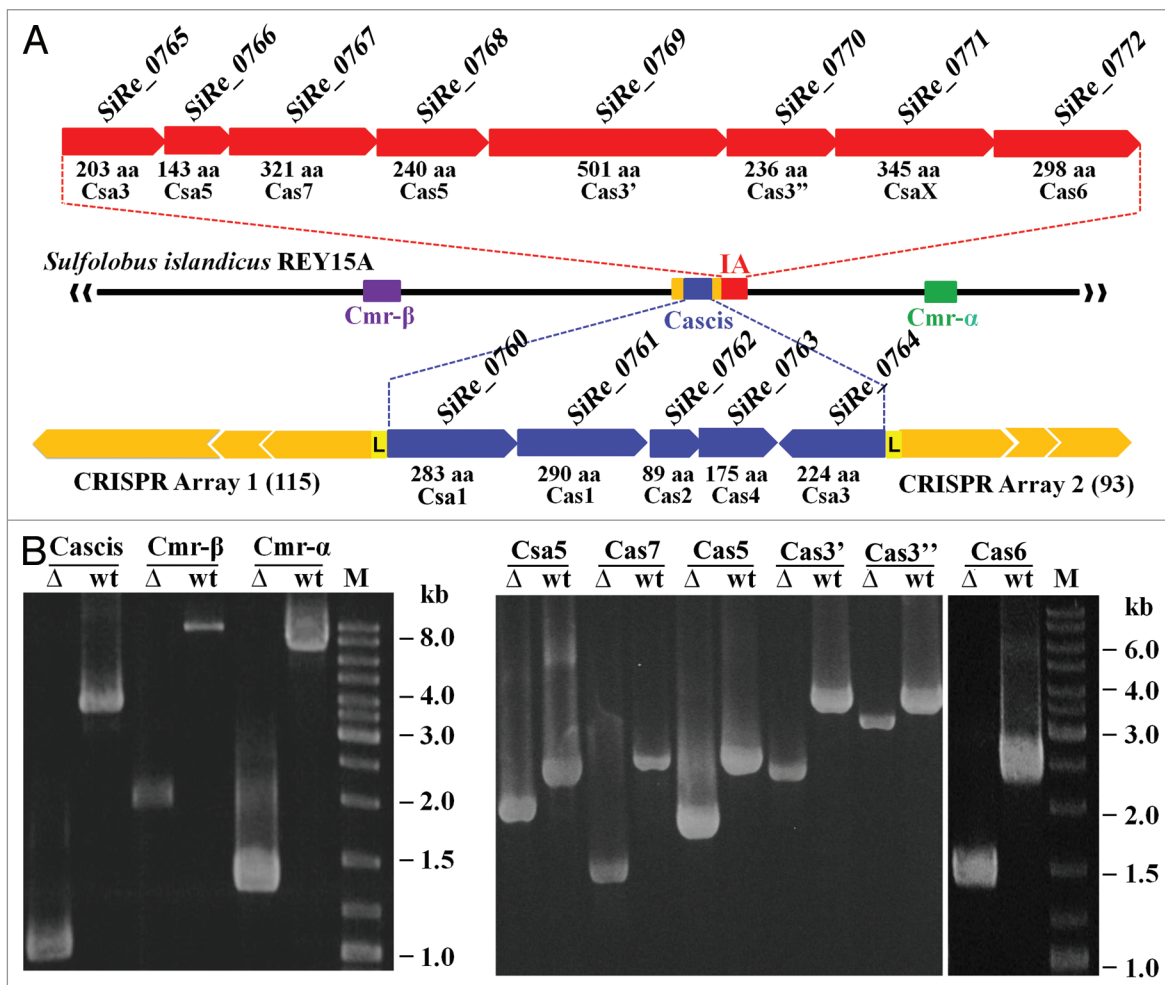 A
SiRe_0765 SiRe_0766 SiRe_0767 SiRe_0768 SiRe_0769 SiRe_0770 SiRe_0771 SiRe_0772
203 aa 143 aa 321 aa 240 aa 501 aa 236 aa 345 aa 298 aa
Csa3 Csa5 Cas7 Cas5 Cas3' Cas3'' CsaX Cas6
Sulfolobus islandicus REY15A
IA
Cmr-β Cascis Cmr-α
SiRe_0760 SiRe_0761 SiRe_0762 SiRe_0763 SiRe_0764
L L
CRISPR Array 1 (115) CRISPR Array 2 (93)
283 aa 290 aa 89 aa 175 aa 224 aa
Csa1 Cas1 Cas2 Cas4 Csa3
B
Cascis Cmr-β Cmr-α
Δ wt Δ wt Δ wt M
kb
8.0
4.0
3.0
2.0
1.5
1.0
Csa5 Cas7 Cas5 Cas3' Cas3'' Cas6
Δ wt Δ wt Δ wt Δ wt Δ wt Δ wt M
kb
6.0
4.0
3.0
2.0
1.5
1.0